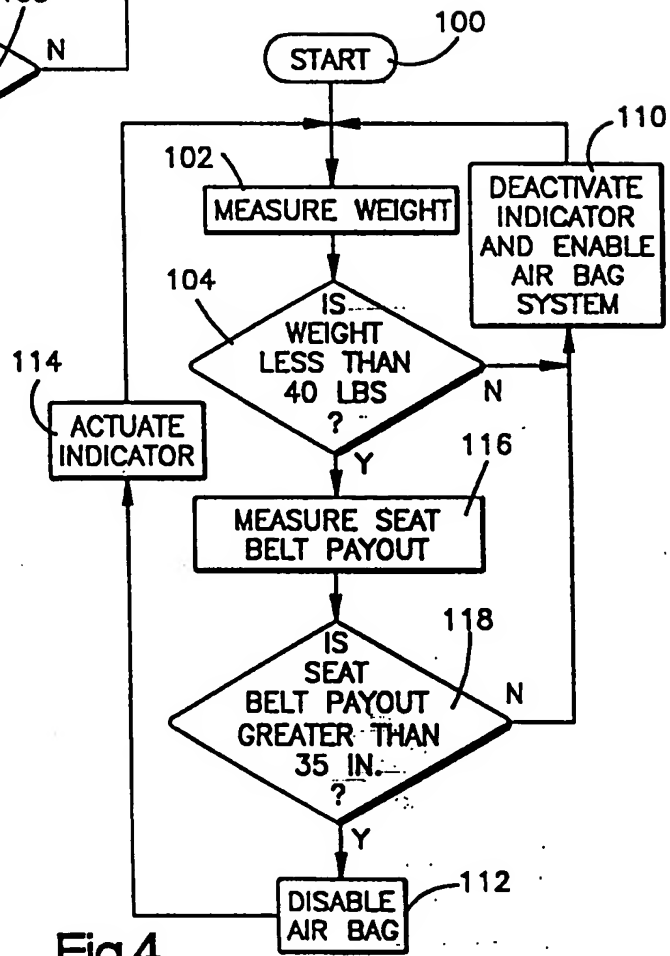 N
100
START
110
102
MEASURE WEIGHT
DEACTIVATE
INDICATOR
AND ENABLE
AIR BAG
SYSTEM
104
IS
WEIGHT
LESS THAN
40 LBS
?
N
Y
114
ACTUATE
INDICATOR
116
MEASURE SEAT
BELT PAYOUT
118
IS
SEAT
BELT PAYOUT
GREATER THAN
35 IN.
?
N
Y
112
DISABLE
AIR BAG
Fig.4